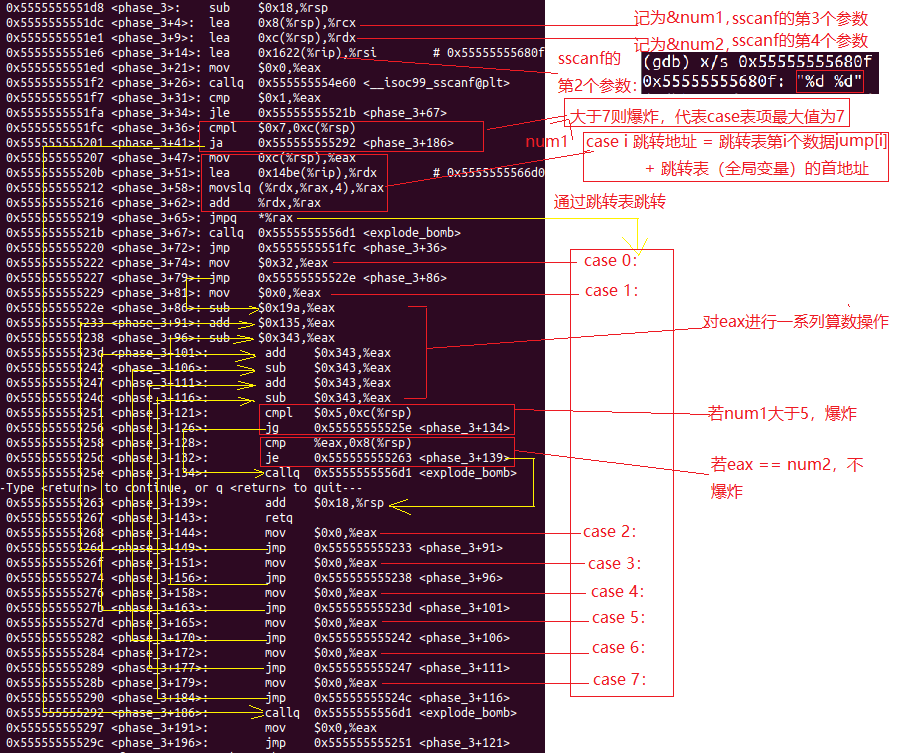 0x5555555551d8 <phase_3>: sub $0x18,%rsp
0x5555555551dc <phase_3+4>: lea 0x8(%rsp),%rcx
记为&num1,sscanf的第3个参数
0x5555555551e1 <phase_3+9>: lea 0xc(%rsp),%rdx
记为&num2,sscanf的第4个参数
0x5555555551e6 <phase_3+14>: lea 0x1622(%rip),%rsi # 0x55555555680f
sscanf的
第2个参数:
(gdb) x/s 0x55555555680f
0x55555555680f: "%d %d"
0x5555555551ed <phase_3+21>: mov $0x0,%eax
0x5555555551f2 <phase_3+26>: callq 0x555555554e60 <__isoc99_sscanf@plt>
0x5555555551f7 <phase_3+31>: cmp $0x1,%eax
0x5555555551fa <phase_3+34>: jle 0x55555555521b <phase_3+67>
大于7则爆炸，代表case表项最大值为7
0x5555555551fc <phase_3+36>: cmpl $0x7,0xc(%rsp)
0x555555555201 <phase_3+41>: ja 0x555555555292 <phase_3+186>
num1
case i 跳转地址 = 跳转表第i个数据jump[i]
+ 跳转表（全局变量）的首地址
0x555555555207 <phase_3+47>: mov 0xc(%rsp),%eax
0x55555555520b <phase_3+51>: lea 0x14be(%rip),%rdx # 0x5555555566d0
0x555555555212 <phase_3+58>: movslq (%rdx,%rax,4),%rax
0x555555555216 <phase_3+62>: add %rdx,%rax
0x555555555219 <phase_3+65>: jmpq *%rax
通过跳转表跳转
0x55555555521b <phase_3+67>: callq 0x5555555556d1 <explode_bomb>
0x555555555220 <phase_3+72>: jmp 0x5555555551fc <phase_3+36>
0x555555555222 <phase_3+74>: mov $0x32,%eax
case 0:
0x555555555227 <phase_3+79>: jmp 0x55555555522e <phase_3+86>
0x555555555229 <phase_3+81>: mov $0x0,%eax
case 1:
0x55555555522e <phase_3+86>: sub $0x19a,%eax
0x555555555233 <phase_3+91>: add $0x135,%eax
对eax进行一系列算数操作
0x555555555238 <phase_3+96>: sub $0x343,%eax
0x55555555523d <phase_3+101>: add $0x343,%eax
0x555555555242 <phase_3+106>: sub $0x343,%eax
0x555555555247 <phase_3+111>: add $0x343,%eax
0x55555555524c <phase_3+116>: sub $0x343,%eax
0x555555555251 <phase_3+121>: cmpl $0x5,0xc(%rsp)
若num1大于5，爆炸
0x555555555256 <phase_3+126>: jg 0x55555555525e <phase_3+134>
0x555555555258 <phase_3+128>: cmp %eax,0x8(%rsp)
0x55555555525c <phase_3+132>: je 0x555555555263 <phase_3+139>
若eax == num2，不
爆炸
0x55555555525e <phase_3+134>: callq 0x5555555556d1 <explode_bomb>
-Type <return> to continue, or q <return> to quit---
0x555555555263 <phase_3+139>: add $0x18,%rsp
0x555555555267 <phase_3+143>: retq
0x555555555268 <phase_3+144>: mov $0x0,%eax
case 2:
0x55555555526d <phase_3+149>: jmp 0x555555555233 <phase_3+91>
0x55555555526f <phase_3+151>: mov $0x0,%eax
case 3:
0x555555555274 <phase_3+156>: jmp 0x555555555238 <phase_3+96>
0x555555555276 <phase_3+158>: mov $0x0,%eax
case 4:
0x55555555527b <phase_3+163>: jmp 0x55555555523d <phase_3+101>
0x55555555527d <phase_3+165>: mov $0x0,%eax
case 5:
0x555555555282 <phase_3+170>: jmp 0x555555555242 <phase_3+106>
0x555555555284 <phase_3+172>: mov $0x0,%eax
case 6:
0x555555555289 <phase_3+177>: jmp 0x555555555247 <phase_3+111>
0x55555555528b <phase_3+179>: mov $0x0,%eax
case 7:
0x555555555290 <phase_3+184>: jmp 0x55555555524c <phase_3+116>
0x555555555292 <phase_3+186>: callq 0x5555555556d1 <explode_bomb>
0x555555555297 <phase_3+191>: mov $0x0,%eax
0x55555555529c <phase_3+196>: jmp 0x555555555251 <phase_3+121>